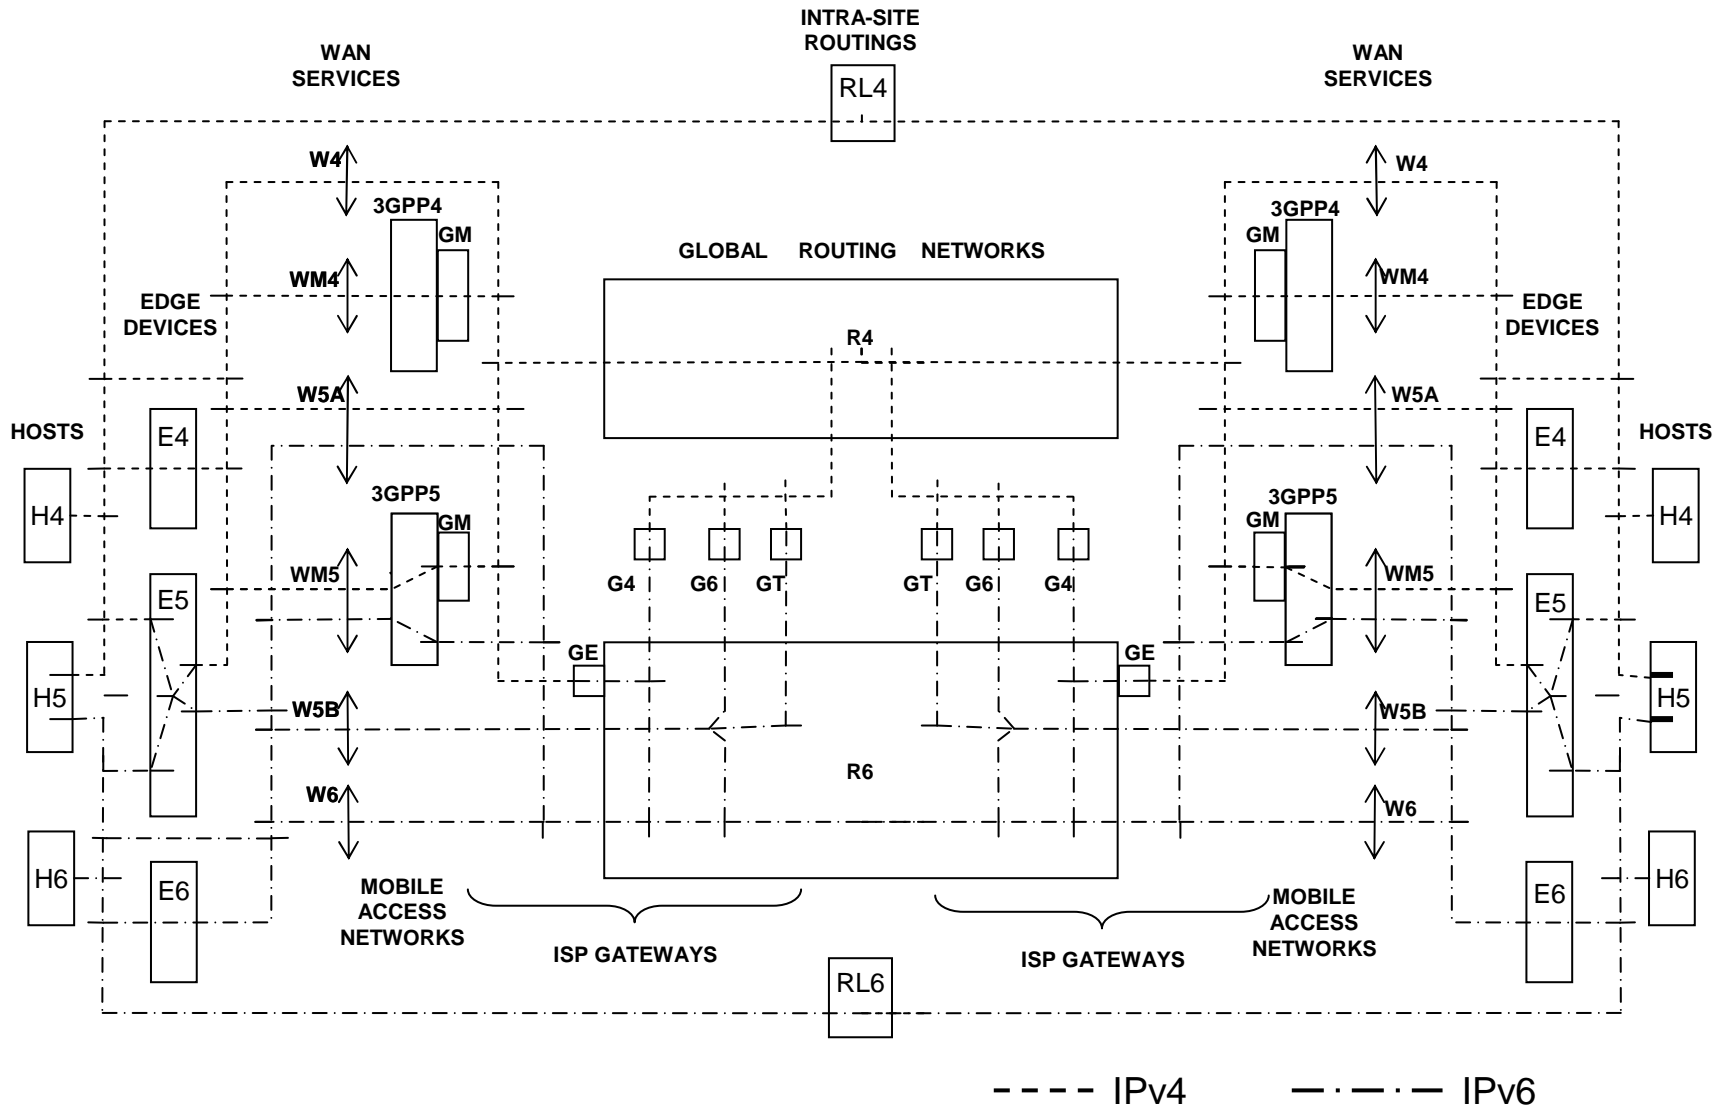 INTRA-SITE
ROUTINGS
WAN
SERVICES
WAN
SERVICES
RL4
W4
W4
3GPP4
3GPP4
GM
GM
GLOBAL ROUTING NETWORKS
WM4
WM4
EDGE
DEVICES
EDGE
DEVICES
R4
W5A
W5A
HOSTS
HOSTS
E4
E4
3GPP5
3GPP5
H4
GM
GM
H4
WM5
G4
G6
GT
GT
G6
G4
WM5
E5
E5
GE
GE
H5
H5
W5B
W5B
R6
W6
W6
H6
E6
E6
H6
MOBILE
ACCESS
NETWORKS
MOBILE
ACCESS
NETWORKS
ISP GATEWAYS
ISP GATEWAYS
RL6
IPv4
IPv6